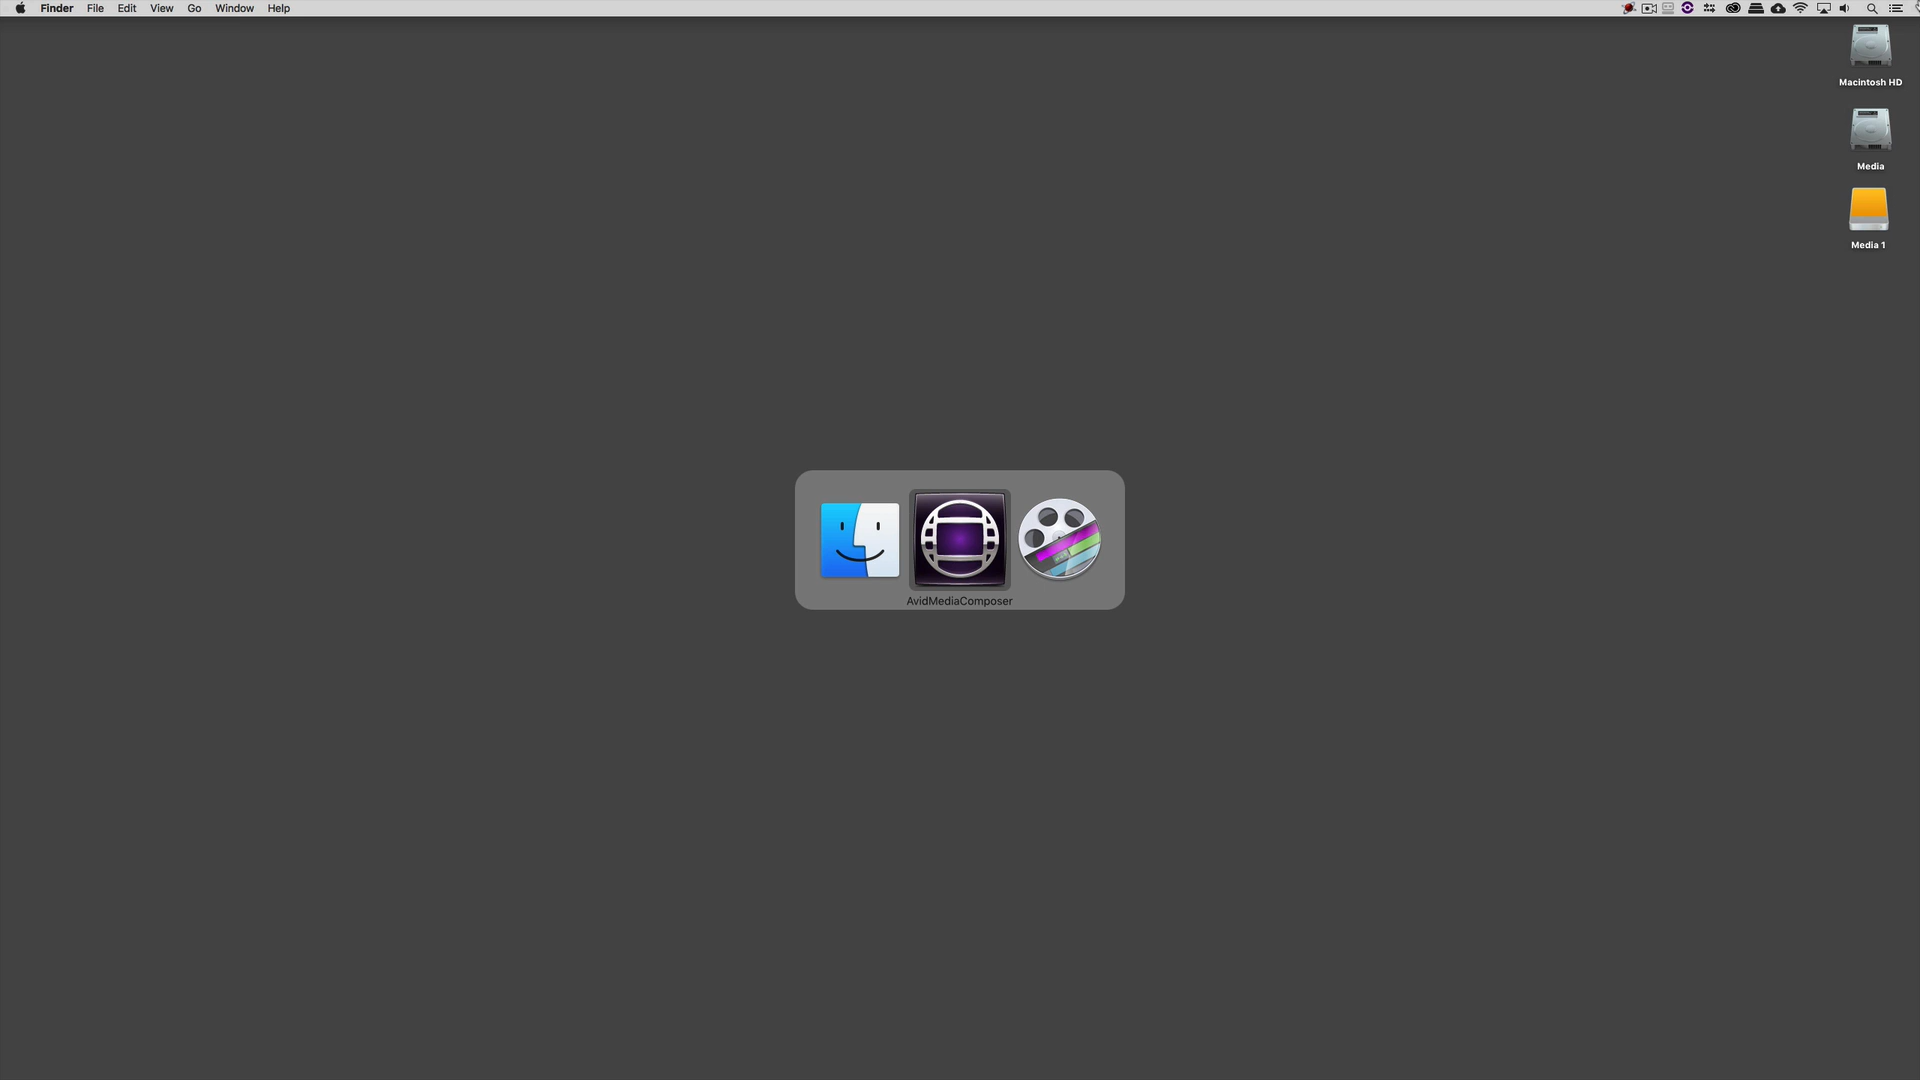 Finder File Edit View Go Window Help
Macintosh HD
Media
Media 1
AvidMediaComposer